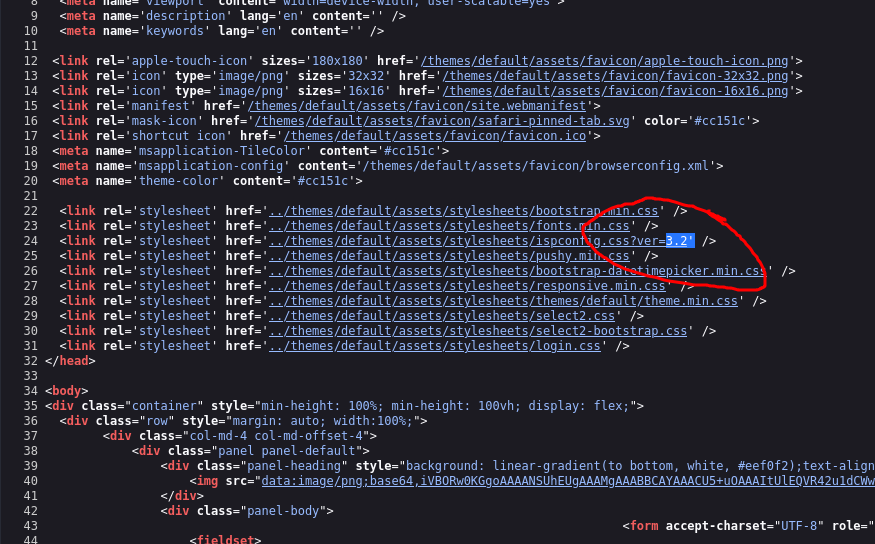 8 <meta name='viewport' content='width=device-width, user-scalable=yes'>
9 <meta name='description' lang='en' content='' />
10 <meta name='keywords' lang='en' content='' />
11
12 <link rel='apple-touch-icon' sizes='180x180' href='/themes/default/assets/favicon/apple-touch-icon.png'>
13 <link rel='icon' type='image/png' sizes='32x32' href='/themes/default/assets/favicon/favicon-32x32.png'>
14 <link rel='icon' type='image/png' sizes='16x16' href='/themes/default/assets/favicon/favicon-16x16.png'>
15 <link rel='manifest' href='/themes/default/assets/favicon/site.webmanifest'>
16 <link rel='mask-icon' href='/themes/default/assets/favicon/safari-pinned-tab.svg' color='#cc151c'>
17 <link rel='shortcut icon' href='/themes/default/assets/favicon/favicon.ico'>
18 <meta name='msapplication-TileColor' content='#cc151c'>
19 <meta name='msapplication-config' content='/themes/default/assets/favicon/browserconfig.xml'>
20 <meta name='theme-color' content='#cc151c'>
21
22 <link rel='stylesheet' href='../themes/default/assets/stylesheets/bootstrap.min.css' />
23 <link rel='stylesheet' href='../themes/default/assets/stylesheets/fonts.min.css' />
24 <link rel='stylesheet' href='../themes/default/assets/stylesheets/ispconfig.css?ver=3.2' />
25 <link rel='stylesheet' href='../themes/default/assets/stylesheets/pushy.min.css' />
26 <link rel='stylesheet' href='../themes/default/assets/stylesheets/bootstrap-datetimepicker.min.css' />
27 <link rel='stylesheet' href='../themes/default/assets/stylesheets/responsive.min.css' />
28 <link rel='stylesheet' href='../themes/default/assets/stylesheets/themes/default/theme.min.css' />
29 <link rel='stylesheet' href='../themes/default/assets/stylesheets/select2.css' />
30 <link rel='stylesheet' href='../themes/default/assets/stylesheets/select2-bootstrap.css' />
31 <link rel='stylesheet' href='../themes/default/assets/stylesheets/login.css' />
32 </head>
33
34 <body>
35 <div class="container" style="min-height: 100%; min-height: 100vh; display: flex;">
36 <div class="row" style="margin: auto; width:100%;">
37 <div class="col-md-4 col-md-offset-4">
38 <div class="panel panel-default">
39 <div class="panel-heading" style="background: linear-gradient(to bottom, white, #eef0f2);text-align
40 <img src="data:image/png;base64,iVBORw0KGgoAAAANSUhEUgAAAMgAAABBCAYAAACU5+uOAAAItUlEQVR42u1dCWw
41 </div>
42 <div class="panel-body">
43 <form accept-charset="UTF-8" role="
44 <fieldset>